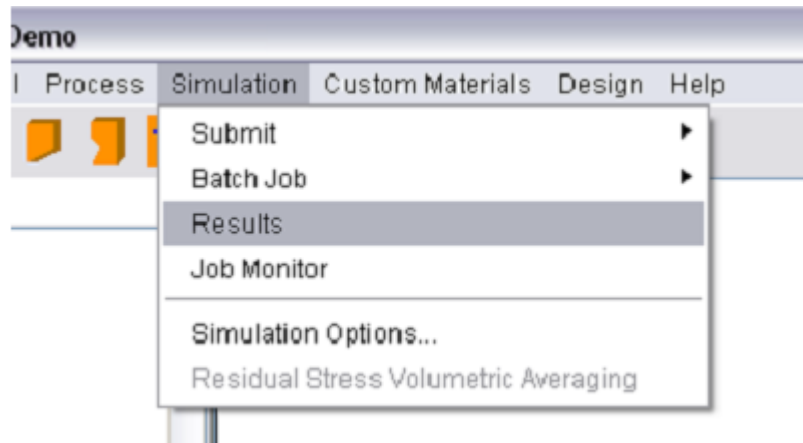 Demo
Process Simulation Custom Materials Design Help
Submit
Batch Job
Results
Job Monitor
Simulation Options...
Residual Stress Volumetric Averaging